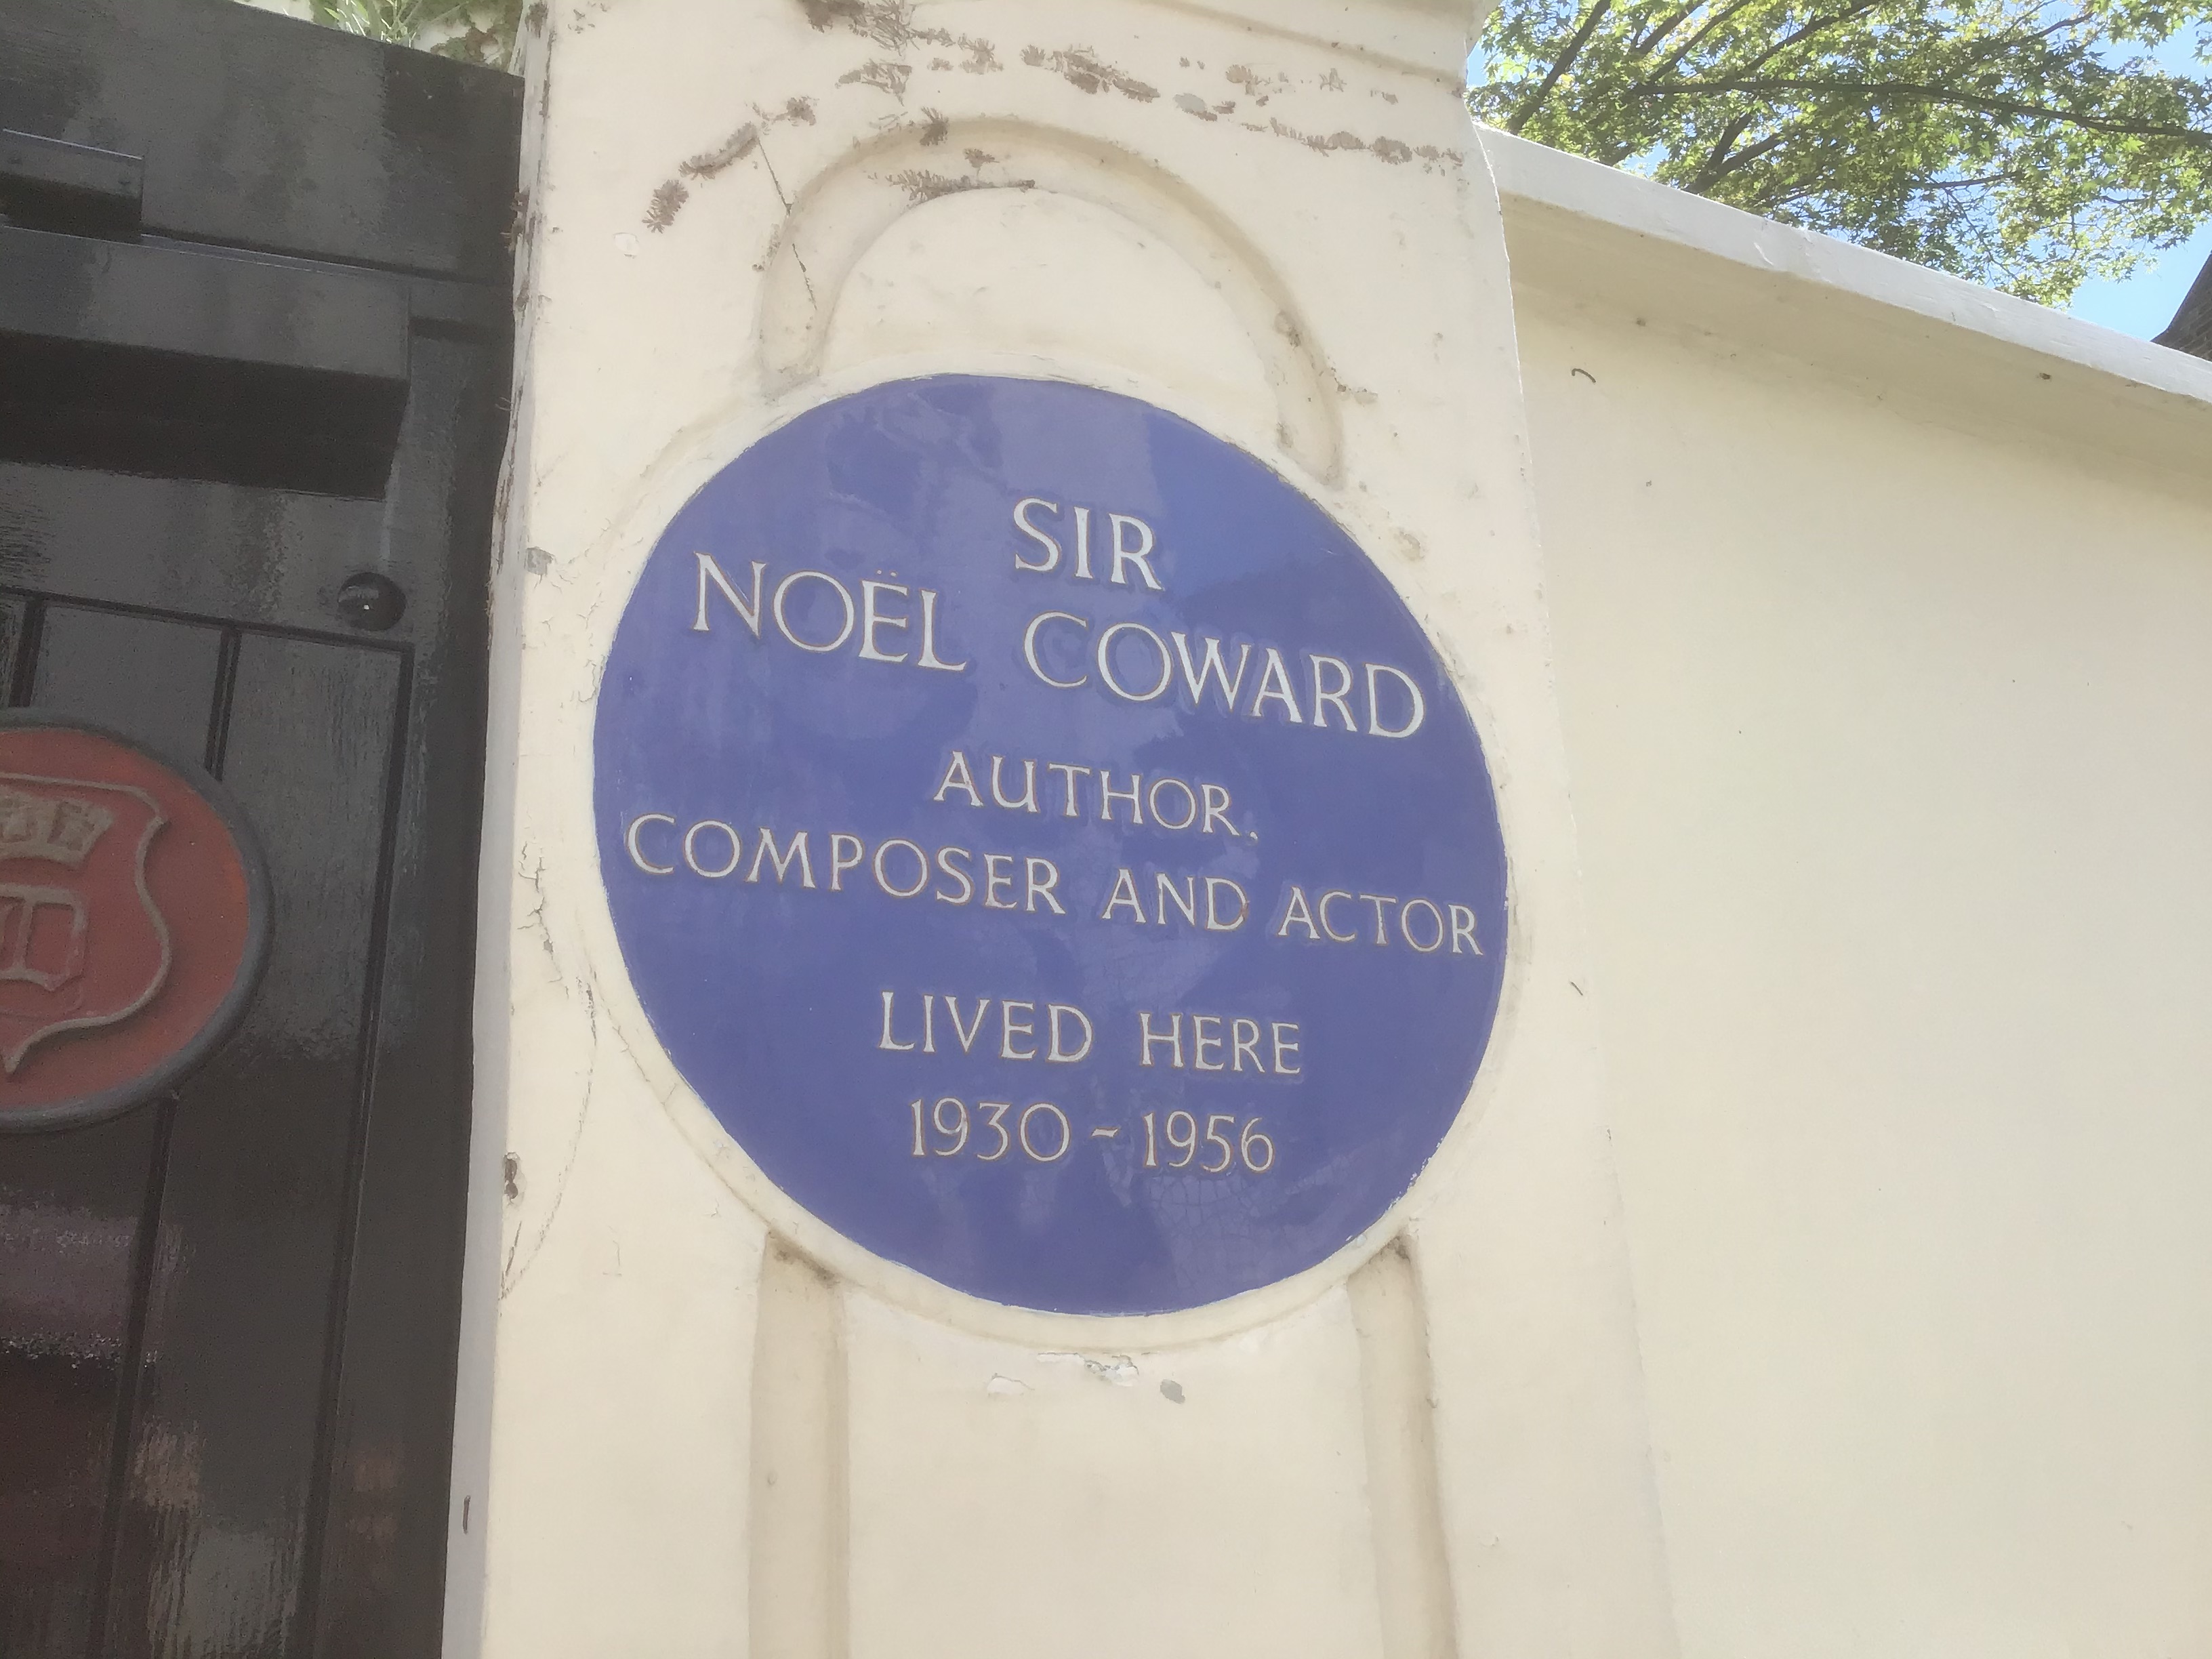 SIR
NOËL COWARD
AUTHOR,
COMPOSER AND ACTOR
LIVED HERE
1930 - 1956